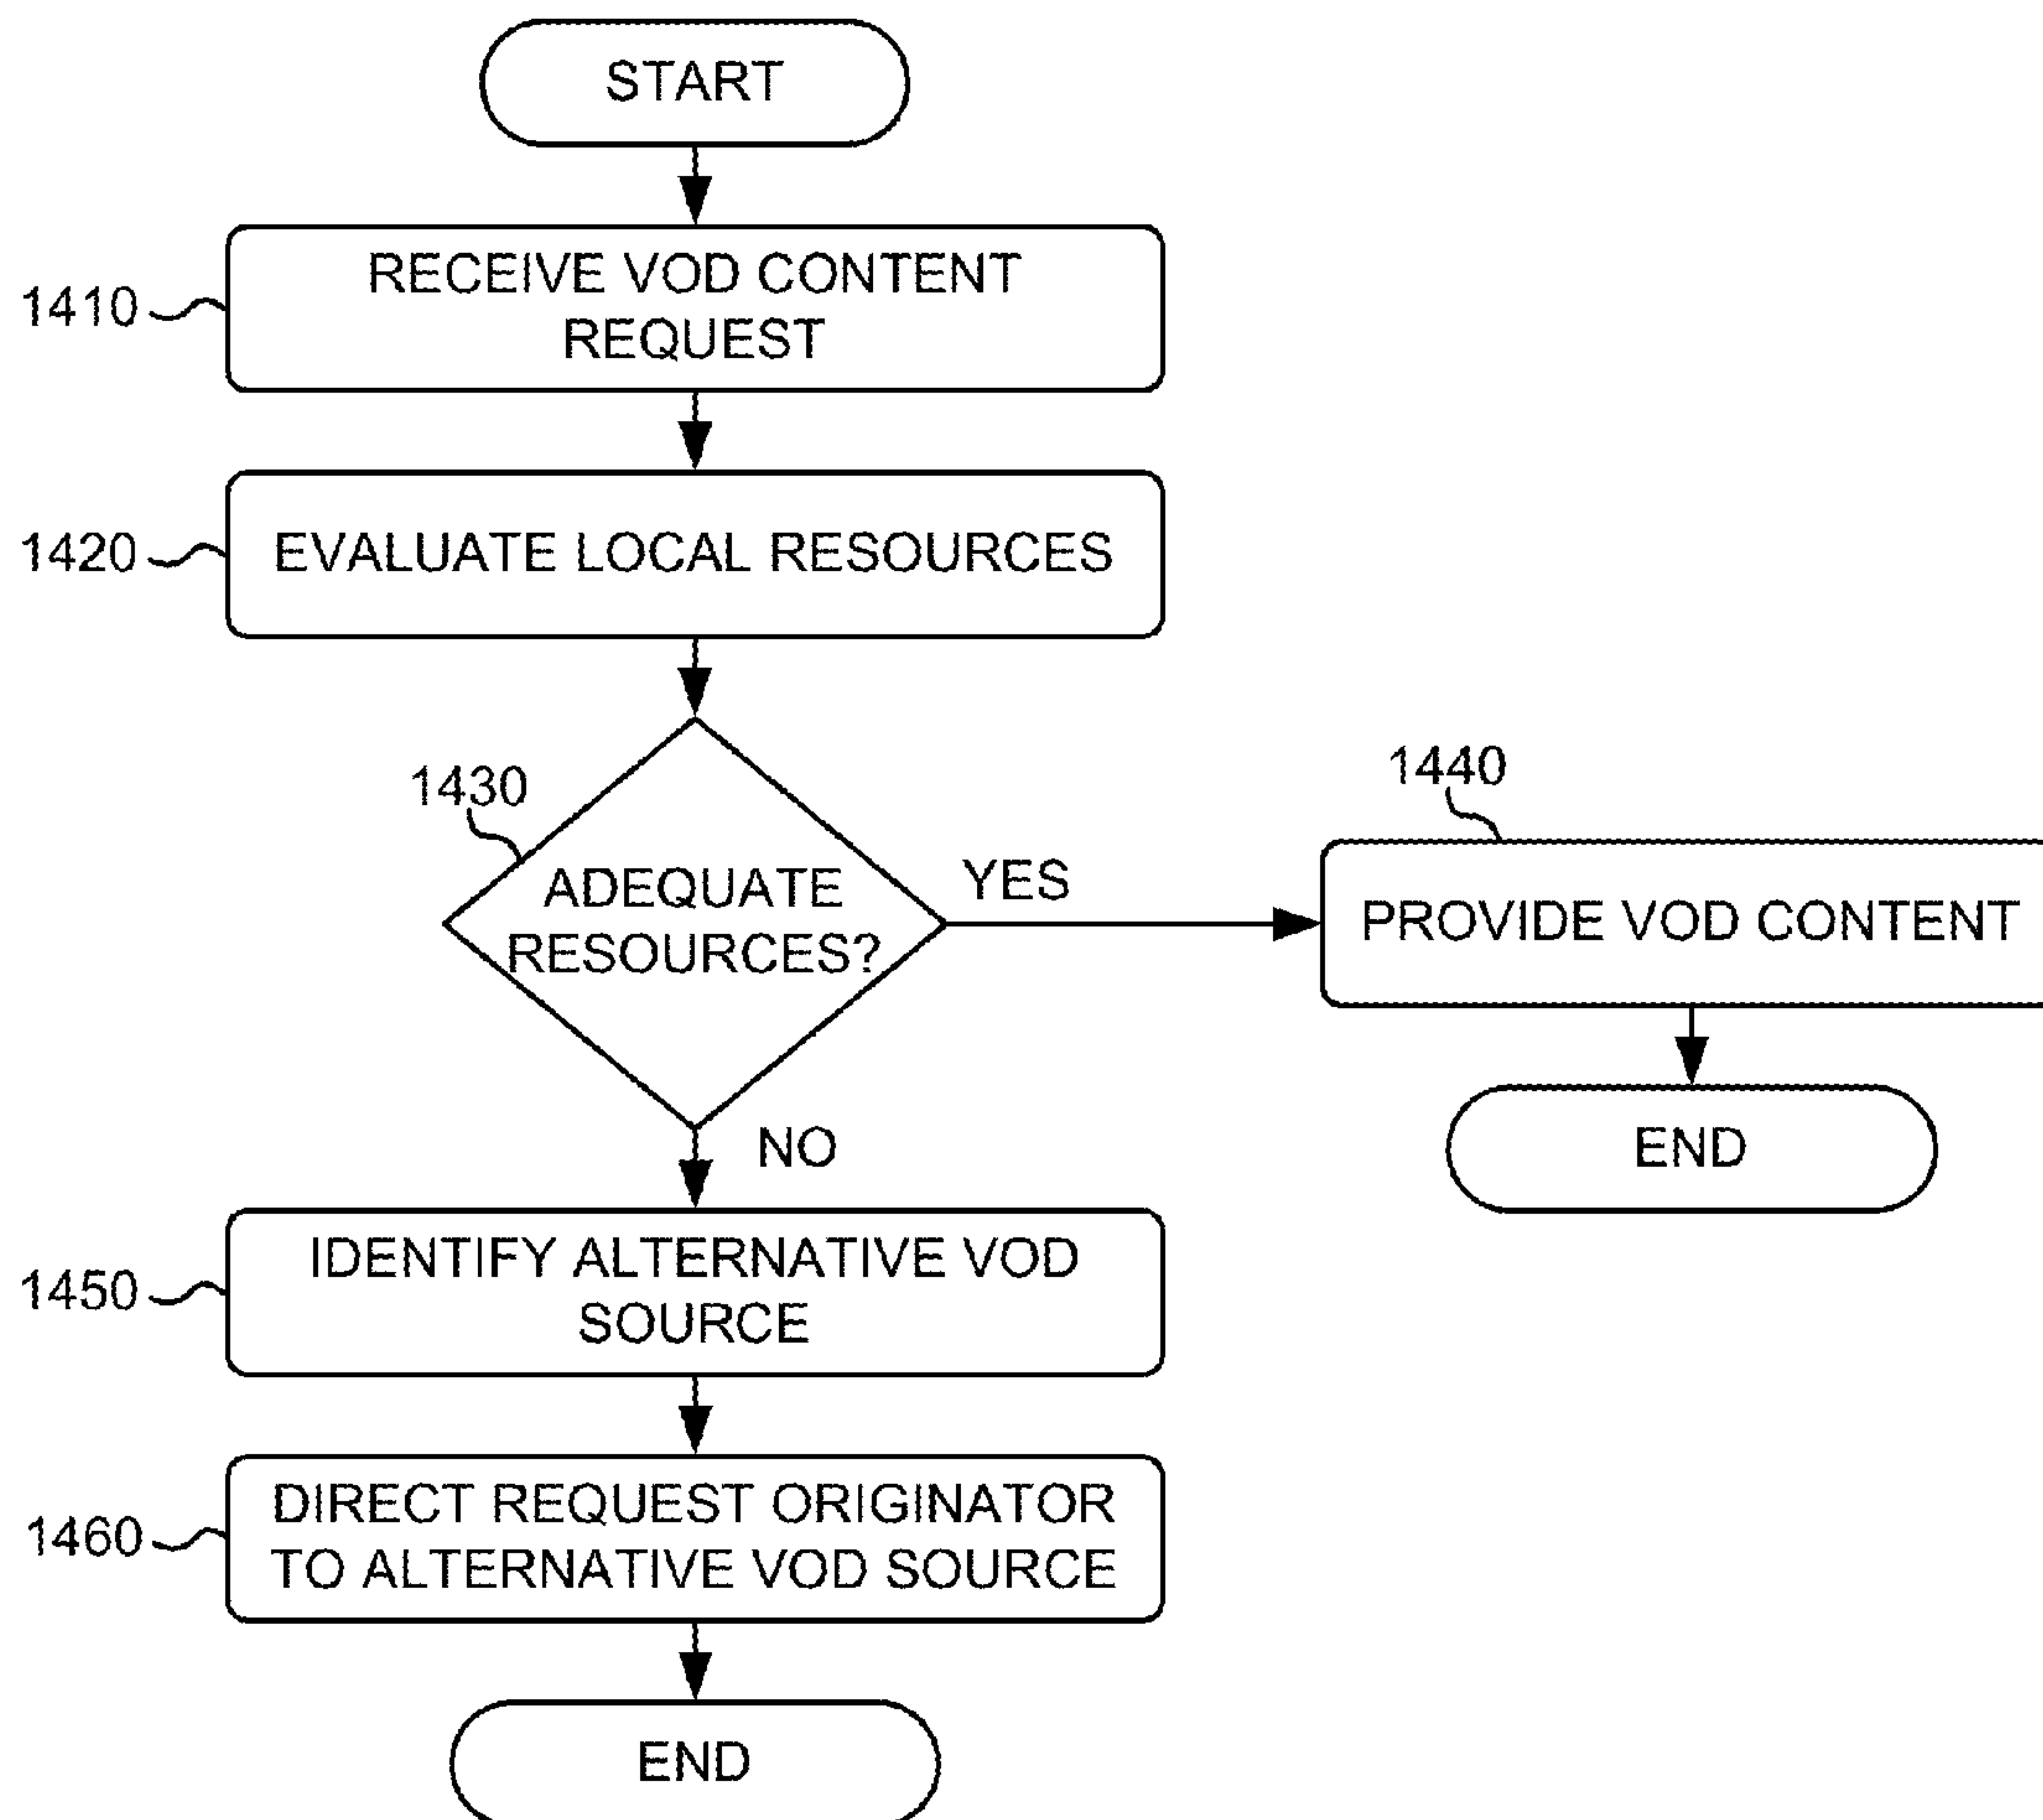 START
RECEIVE VOD CONTENT
REQUEST
1410
EVALUATE LOCAL RESOURCES
1420
1430
ADEQUATE
RESOURCES?
YES
1440
PROVIDE VOD CONTENT
END
NO
IDENTIFY ALTERNATIVE VOD
SOURCE
1450
DIRECT REQUEST ORIGINATOR
TO ALTERNATIVE VOD SOURCE
1460
END